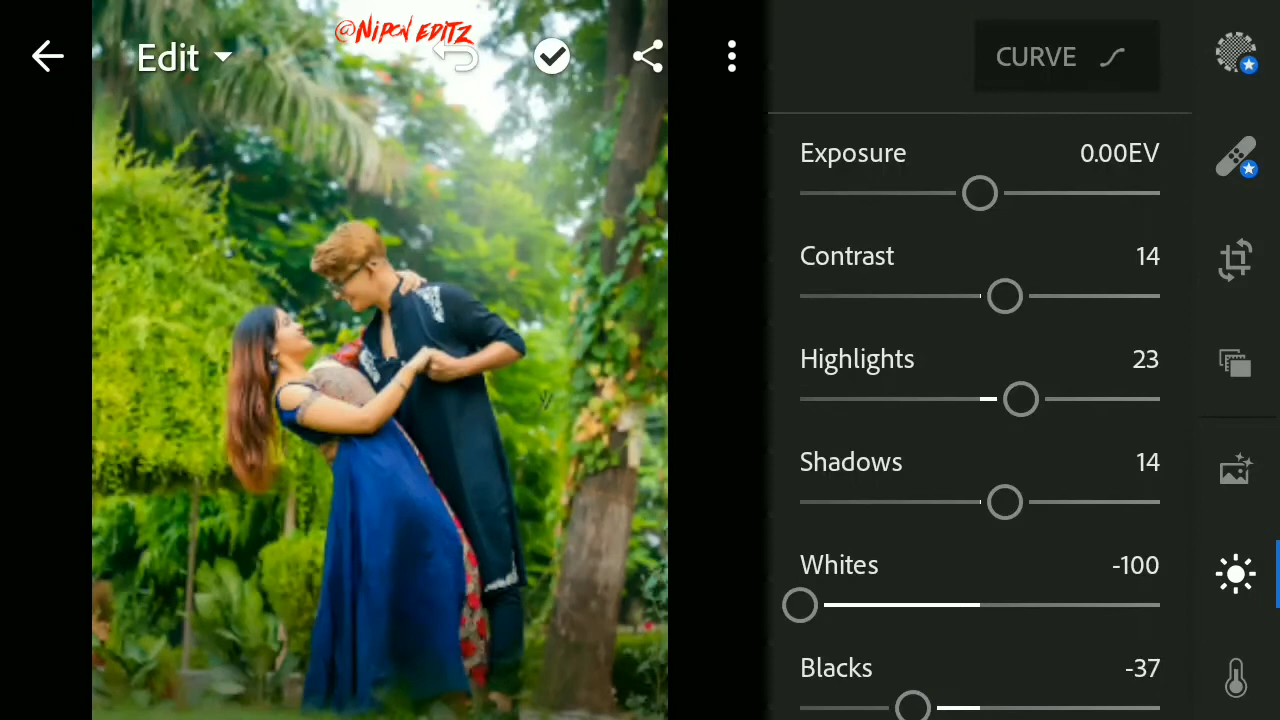 @Nipon editz
Edit
CURVE
Exposure 0.00EV
Contrast 14
Highlights 23
Shadows 14
Whites -100
Blacks -37